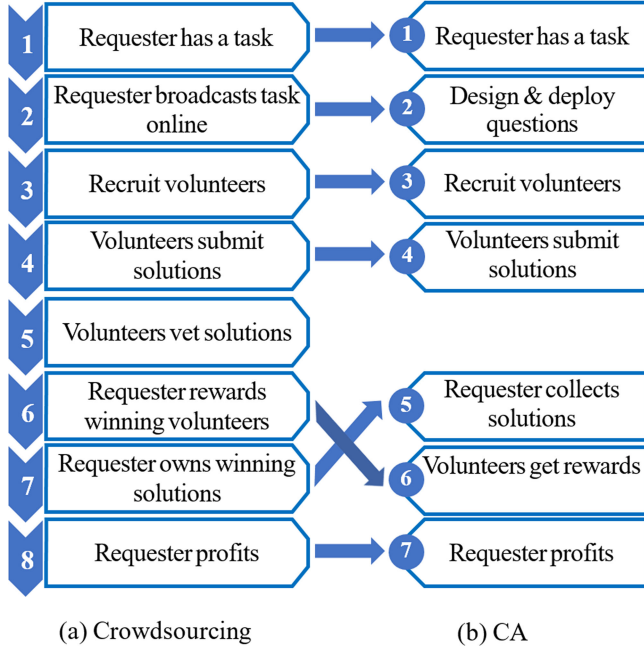 1
Requester has a task
1
Requester has a task
2
Requester broadcasts task
online
2
Design & deploy
questions
3
Recruit volunteers
3
Recruit volunteers
4
Volunteers submit
solutions
4
Volunteers submit
solutions
5
Volunteers vet solutions
6
Requester rewards
winning volunteers
5
Requester collects
solutions
7
Requester owns winning
solutions
6
Volunteers get rewards
8
Requester profits
7
Requester profits
(a) Crowdsourcing
(b) CA